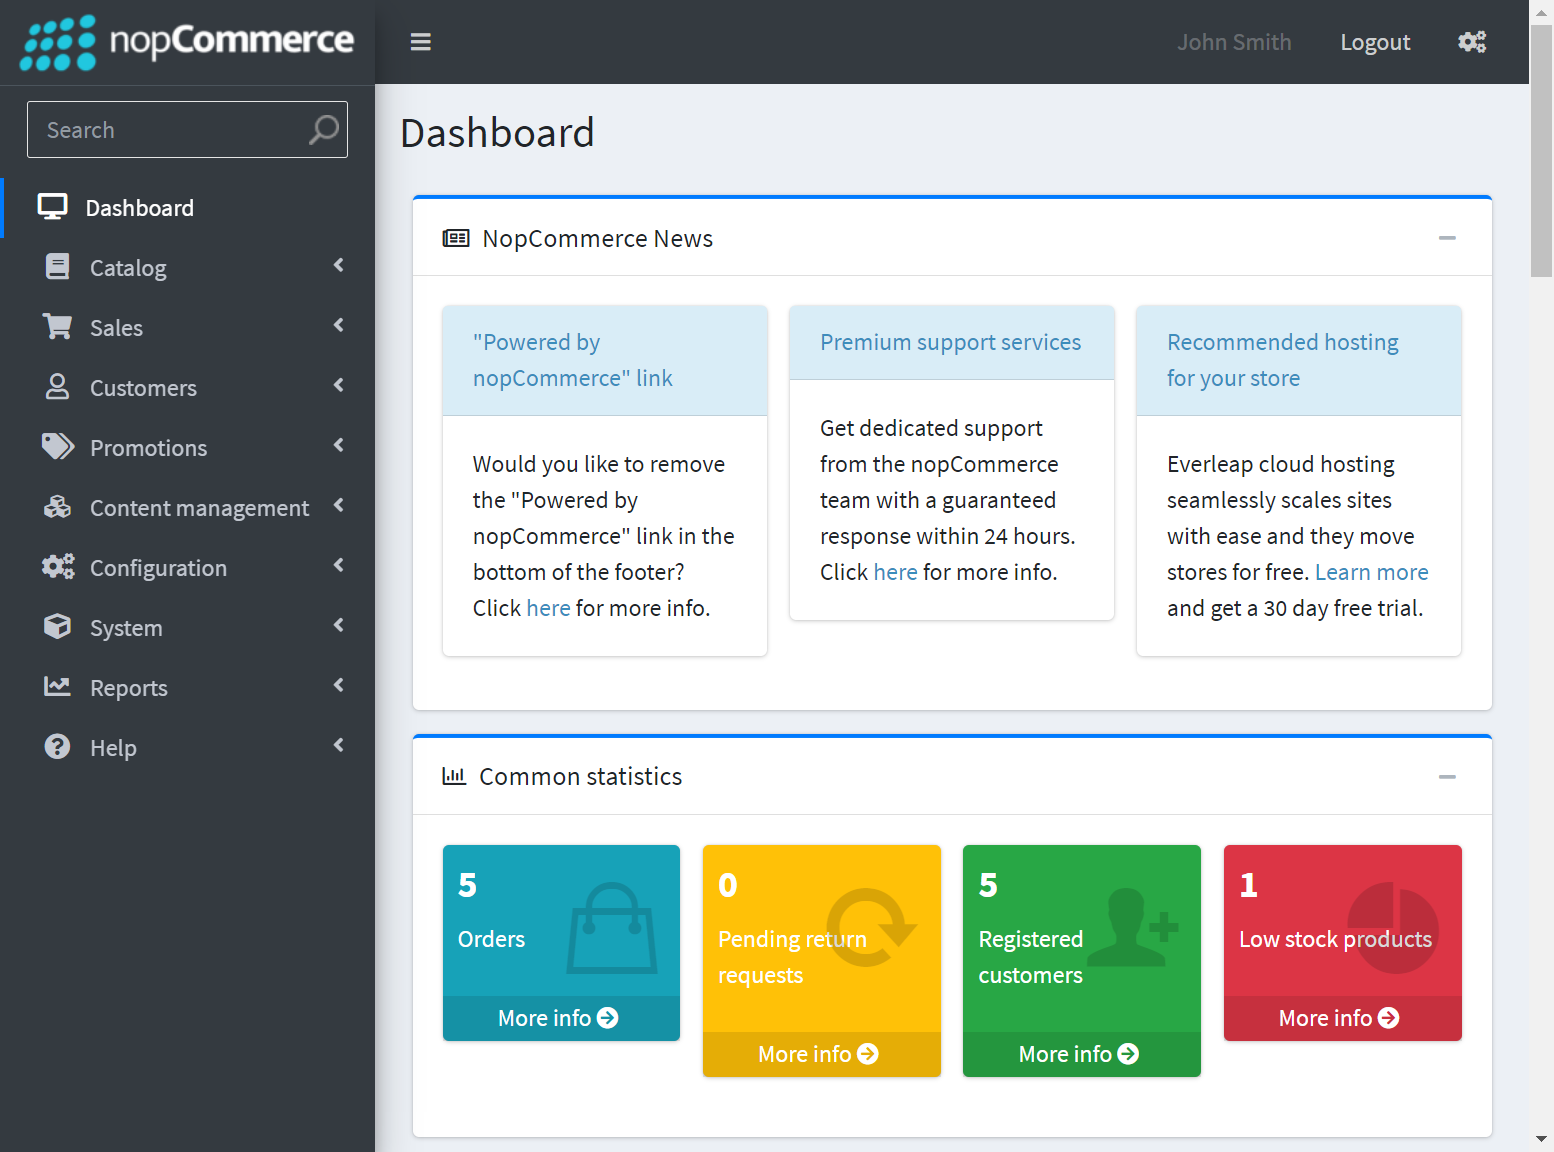 nopCommerce
John Smith
Logout
Search
Dashboard
Catalog
Sales
Customers
Promotions
Content management
Configuration
System
Reports
Help
Dashboard
NopCommerce News
"Powered by
nopCommerce" link
Would you like to remove
the "Powered by
nopCommerce" link in the
bottom of the footer?
Click here for more info.
Premium support services
Get dedicated support
from the nopCommerce
team with a guaranteed
response within 24 hours.
Click here for more info.
Recommended hosting
for your store
Everleap cloud hosting
seamlessly scales sites
with ease and they move
stores for free. Learn more
and get a 30 day free trial.
Common statistics
5
Orders
More info
0
Pending return
requests
More info
5
Registered
customers
More info
1
Low stock products
More info